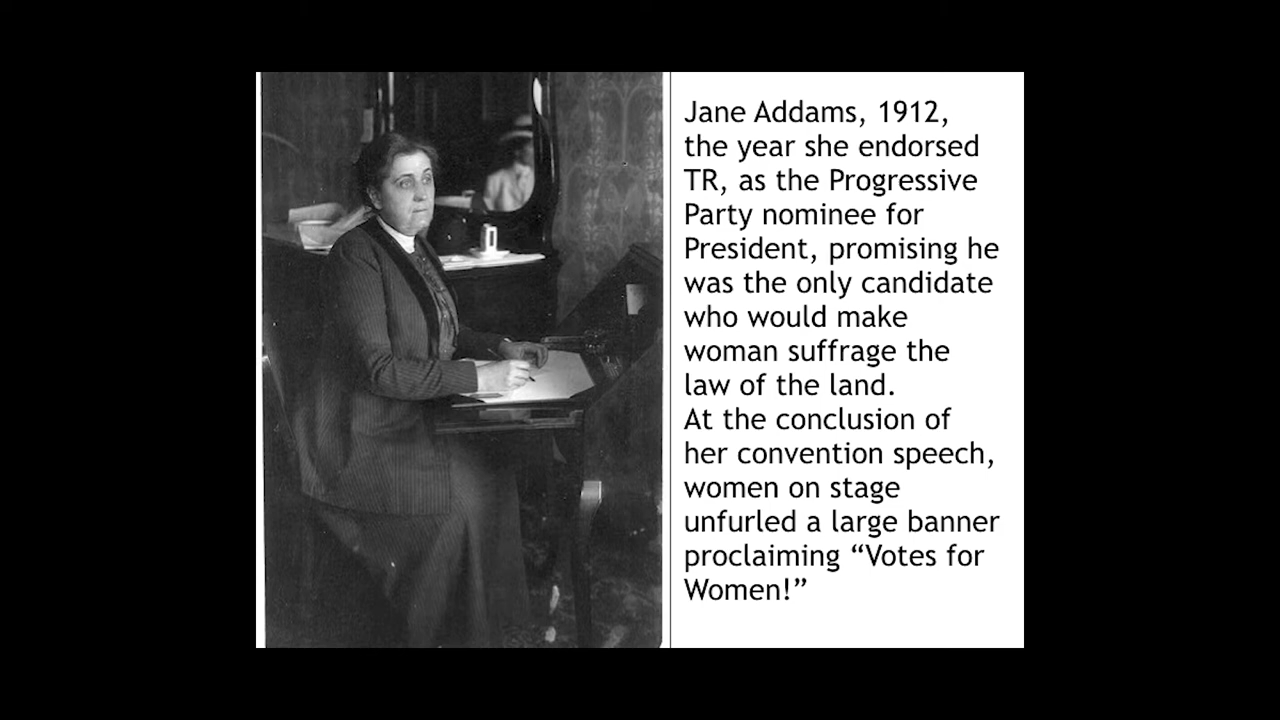 Jane Addams, 1912,
the year she endorsed
TR, as the Progressive
Party nominee for
President, promising he
was the only candidate
who would make
woman suffrage the
law of the land.
At the conclusion of
her convention speech,
women on stage
unfurled a large banner
proclaiming “Votes for
Women!”